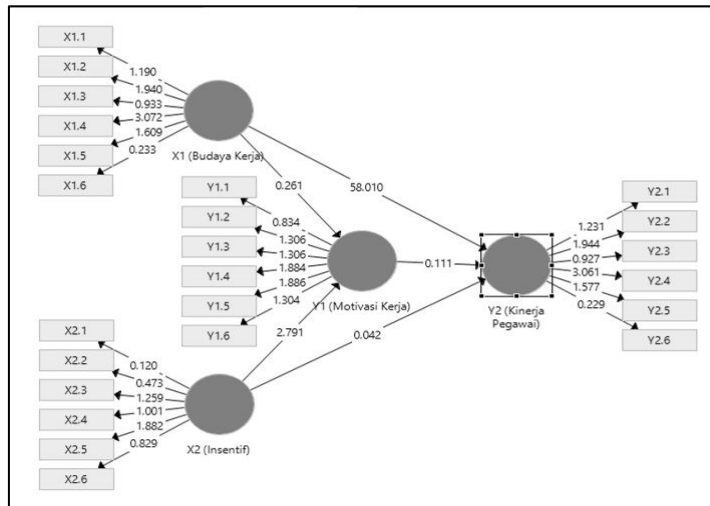 X1.1
X1.2
X1.3
X1.4
X1.5
X1.6
1.190
1.940
0.933
3.072
1.609
0.233
X1 (Budaya Kerja)
0.261
58.010
Y1.1
Y1.2
Y1.3
Y1.4
Y1.5
Y1.6
0.834
1.306
1.306
1.884
1.886
1.304
Y1 (Motivasi Kerja)
0.111
2.791
0.042
X2.1
X2.2
X2.3
X2.4
X2.5
X2.6
0.120
0.473
1.259
1.001
1.882
0.829
X2 (Insentif)
Y2 (Kinerja
Pegawai)
1.231
1.944
0.927
3.061
1.577
0.229
Y2.1
Y2.2
Y2.3
Y2.4
Y2.5
Y2.6